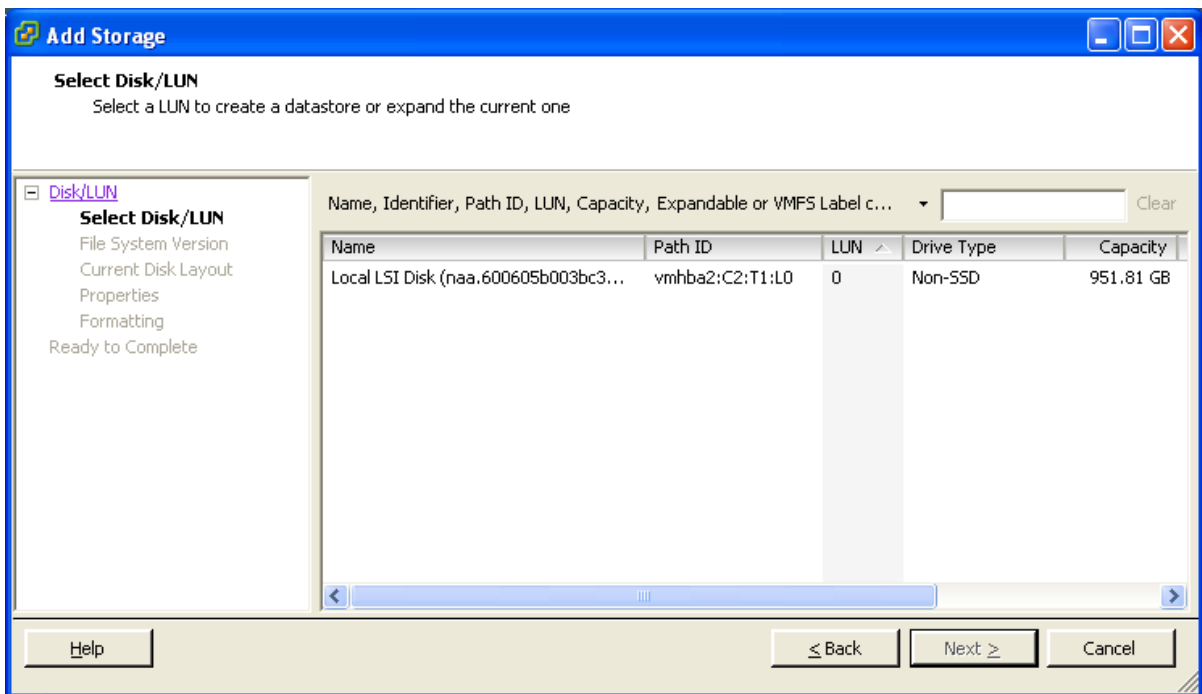 Add Storage
Select Disk/LUN
Select a LUN to create a datastore or expand the current one
Disk/LUN
Select Disk/LUN
File System Version
Current Disk Layout
Properties
Formatting
Ready to Complete
Name, Identifier, Path ID, LUN, Capacity, Expandable or VMFS Label c... Clear
Name Path ID LUN Drive Type Capacity
Local LSI Disk (naa.600605b003bc3... vmhba2:C2:T1:L0 0 Non-SSD 951.81 GB
Help < Back Next > Cancel